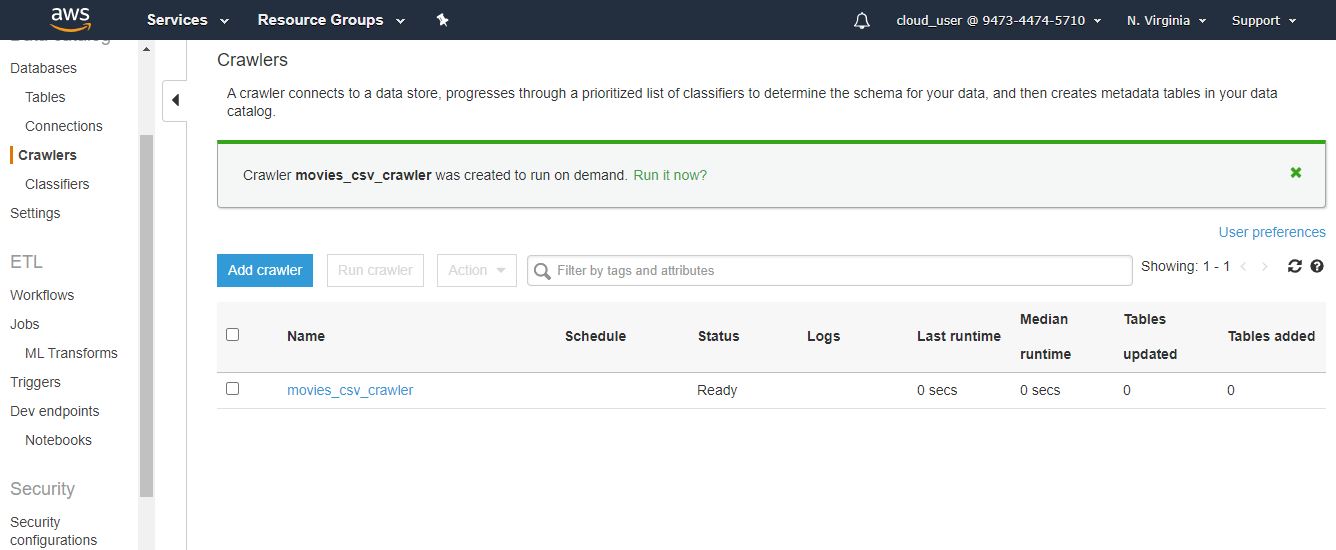 aws Services Resource Groups cloud_user @ 9473-4474-5710 N. Virginia Support
Data catalog
Databases
Tables
Connections
Crawlers
Classifiers
Settings
ETL
Workflows
Jobs
ML Transforms
Triggers
Dev endpoints
Notebooks
Security
Security
configurations
Crawlers
A crawler connects to a data store, progresses through a prioritized list of classifiers to determine the schema for your data, and then creates metadata tables in your data
catalog.
Crawler movies_csv_crawler was created to run on demand. Run it now?
User preferences
Add crawler Run crawler Action Filter by tags and attributes Showing: 1 - 1
Name Schedule Status Logs Last runtime Median runtime Tables updated Tables added
movies_csv_crawler Ready 0 secs 0 secs 0 0